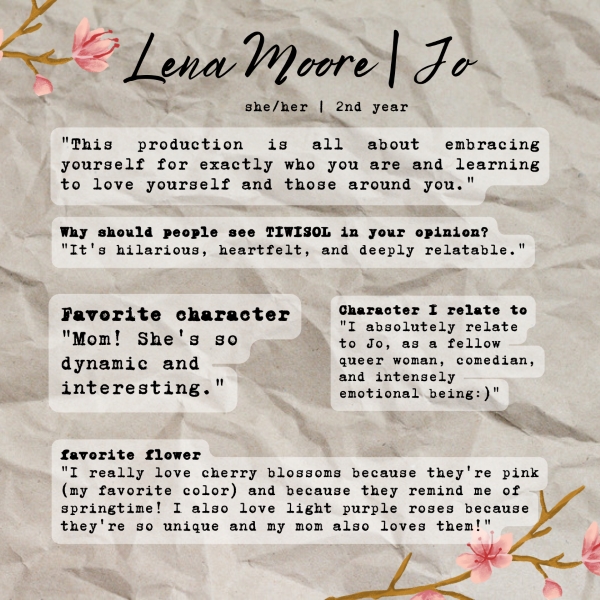 Lena Moore | Jo
she/her | 2nd year
"This production is all about embracing
yourself for exactly who you are and learning
to love yourself and those around you."
Why should people see TIWISOL in your opinion?
"It's hilarious, heartfelt, and deeply relatable."
Favorite character
"Mom! She's so
dynamic and
interesting."
Character I relate to
"I absolutely relate
to Jo, as a fellow
queer woman, comedian,
and intensely
emotional being:)"
favorite flower
"I really love cherry blossoms because they're pink
(my favorite color) and because they remind me of
springtime! I also love light purple roses because
they're so unique and my mom also loves them!"